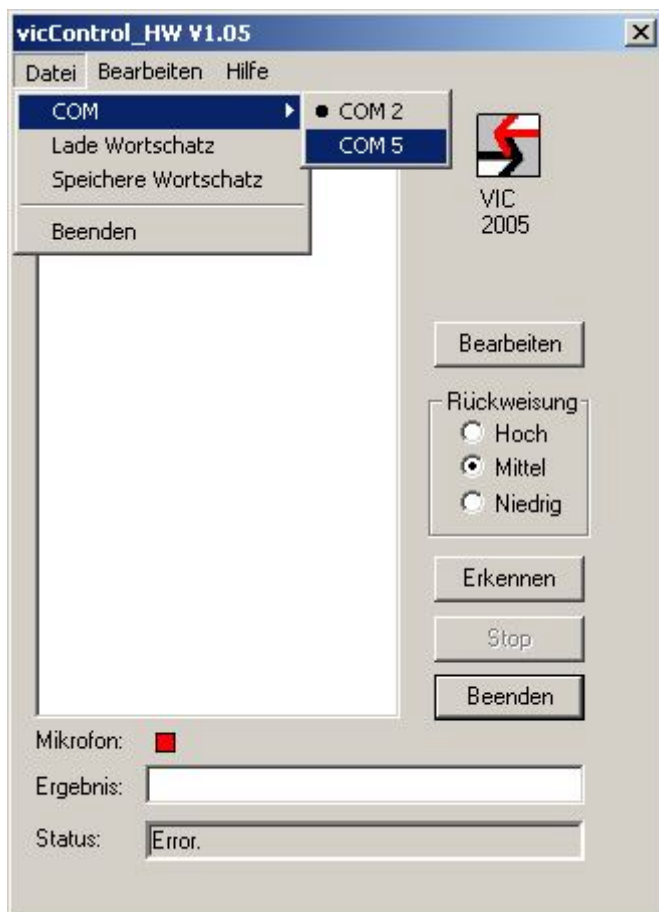 vicControl_HW V1.05
Datei Bearbeiten Hilfe
COM
COM 2
COM 5
Lade Wortschatz
Speichere Wortschatz
Beenden
VIC
2005
Bearbeiten
Rückweisung
Hoch
Mittel
Niedrig
Erkennen
Stop
Beenden
Mikrofon:
Ergebnis:
Status: Error.